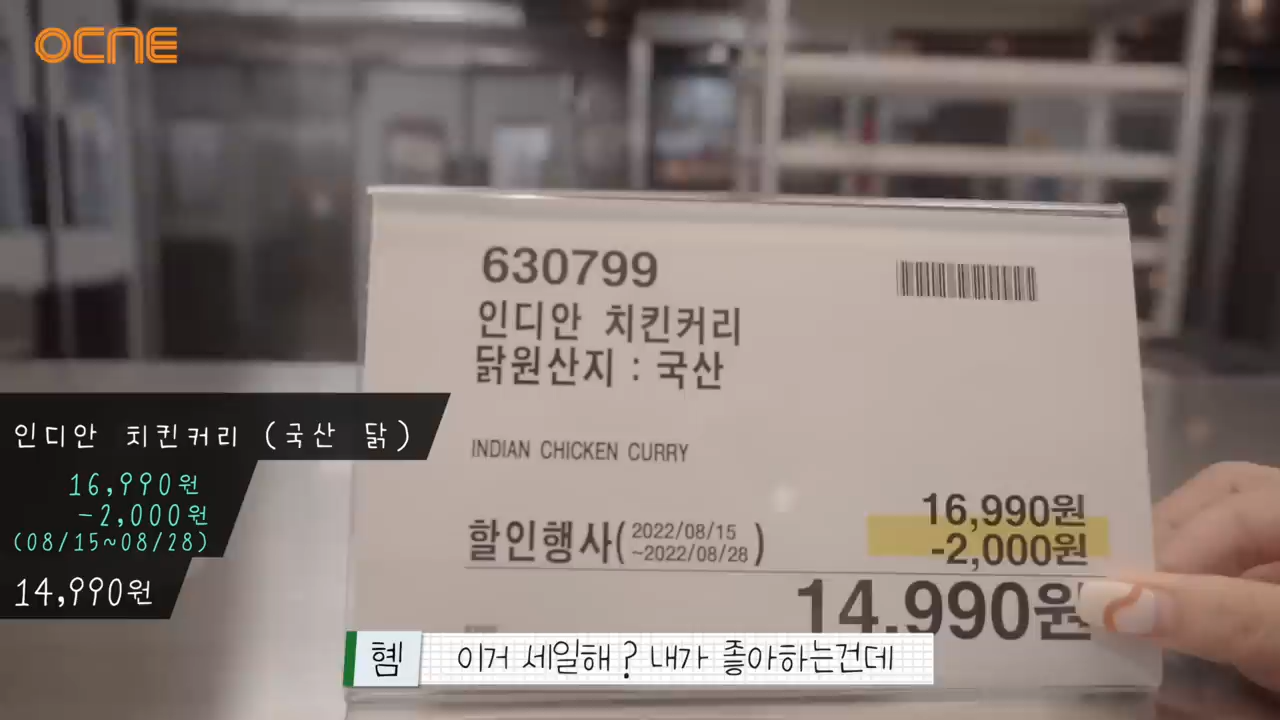 OCNE
630799
인디안 치킨커리
닭원산지 : 국산
INDIAN CHICKEN CURRY
16,990원
할인행사(2022/08/15
~2022/08/28)
-2,000원
14,990원
인디안 치킨커리 (국산 닭)
16,990원
-2,000원
(08/15~08/28)
14,990원
혬
이거 세일해? 내가 좋아하는건데